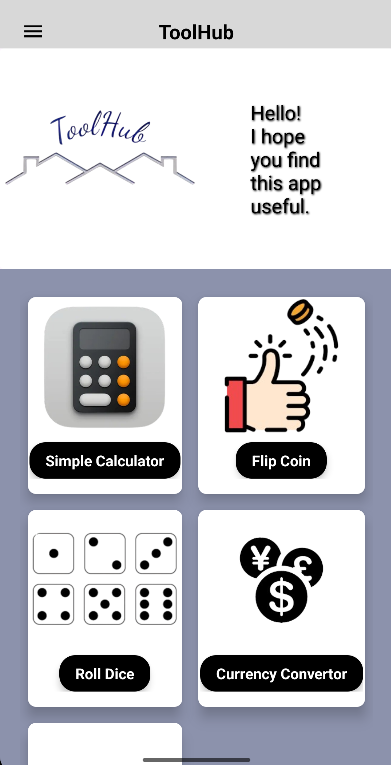 ToolHub
ToolHub
Hello!
I hope
you find
this app
useful.
Simple Calculator
Flip Coin
¥
£
$
Roll Dice
Currency Convertor